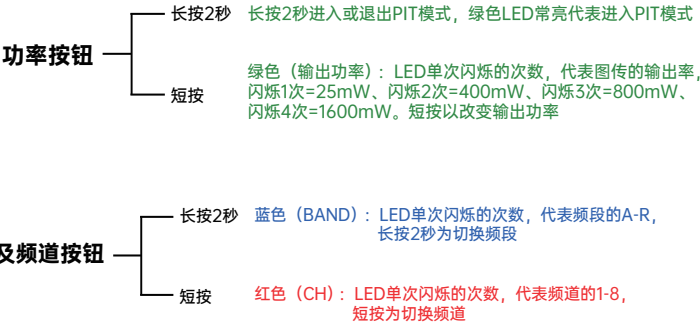 长按2秒 长按2秒进入或退出PIT模式，绿色LED常亮代表进入PIT模式
功率按钮
短按 绿色（输出功率）：LED单次闪烁的次数，代表图传的输出率，
闪烁1次=25mW、闪烁2次=400mW、闪烁3次=800mW、
闪烁4次=1600mW。短按以改变输出功率
长按2秒 蓝色（BAND）：LED单次闪烁的次数，代表频段的A-R，
长按2秒为切换频段
及频道按钮
短按 红色（CH）：LED单次闪烁的次数，代表频道的1-8，
短按为切换频道